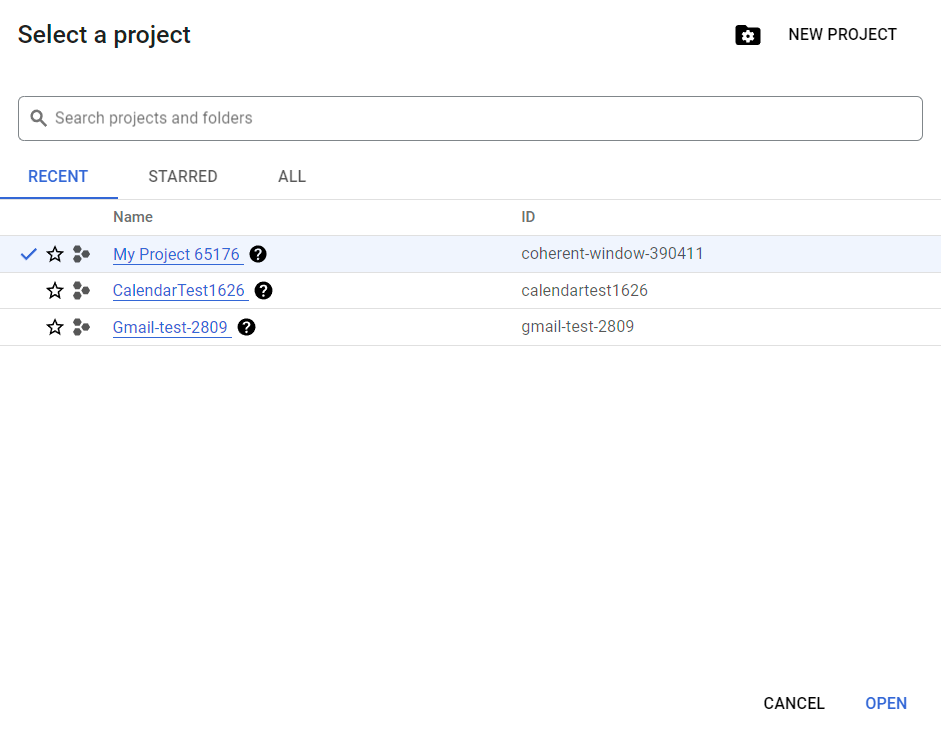 Select a project
NEW PROJECT
Search projects and folders
RECENT STARRED ALL
Name ID
My Project 65176 coherent-window-390411
CalendarTest1626 calendartest1626
Gmail-test-2809 gmail-test-2809
CANCEL OPEN